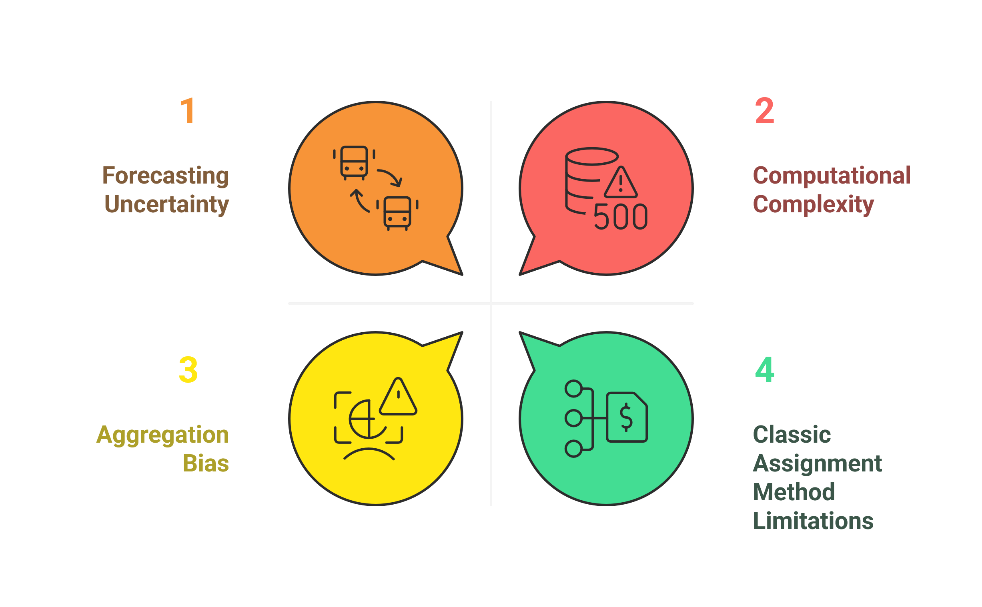 1
Forecasting
Uncertainty
2
Computational
Complexity
500
3
Aggregation
Bias
4
Classic
Assignment
Method
Limitations
$